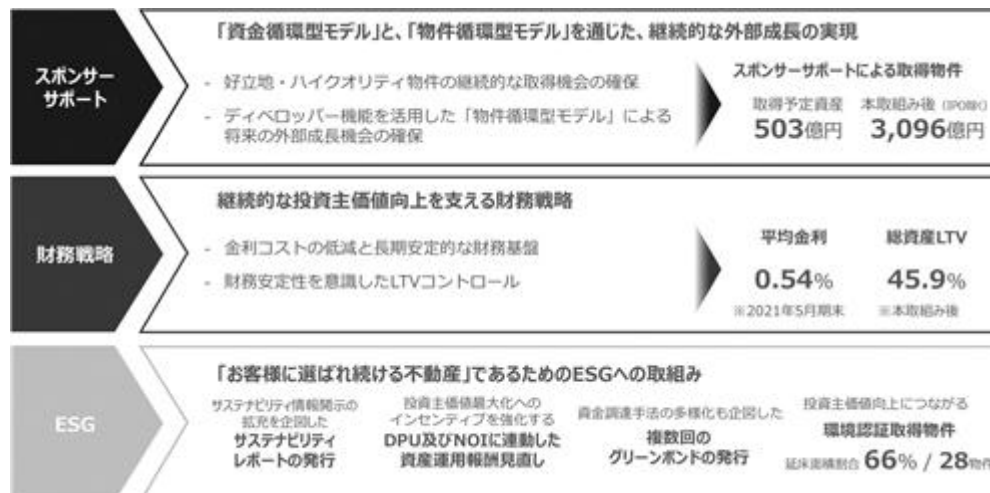 スポンサー
サポート
「資金循環型モデル」と、「物件循環型モデル」を通じた、継続的な外部成長の実現
- 好立地・ハイクオリティ物件の継続的な取得機会の確保
- ディベロッパー機能を活用した「物件循環型モデル」による
将来の外部成長機会の確保
スポンサーサポートによる取得物件
取得予定資産 本取組み後（IPO除く）
503億円 3,096億円
財務戦略
継続的な投資主価値向上を支える財務戦略
- 金利コストの低減と長期安定的な財務基盤
- 財務安定性を意識したLTVコントロール
平均金利 総資産LTV
0.54% 45.9%
※2021年5月期末 ※本取組み後
ESG
「お客様に選ばれ続ける不動産」であるためのESGへの取組み
サステナビリティ情報開示の
拡充を企図した
サステナビリティ
レポートの発行
投資主価値最大化への
インセンティブを強化する
DPU及びNOIに連動した
資産運用報酬見直し
資金調達手法の多様化も企図した
複数回の
グリーンボンドの発行
投資主価値向上につながる
環境認証取得物件
延床面積割合 66% / 28物件